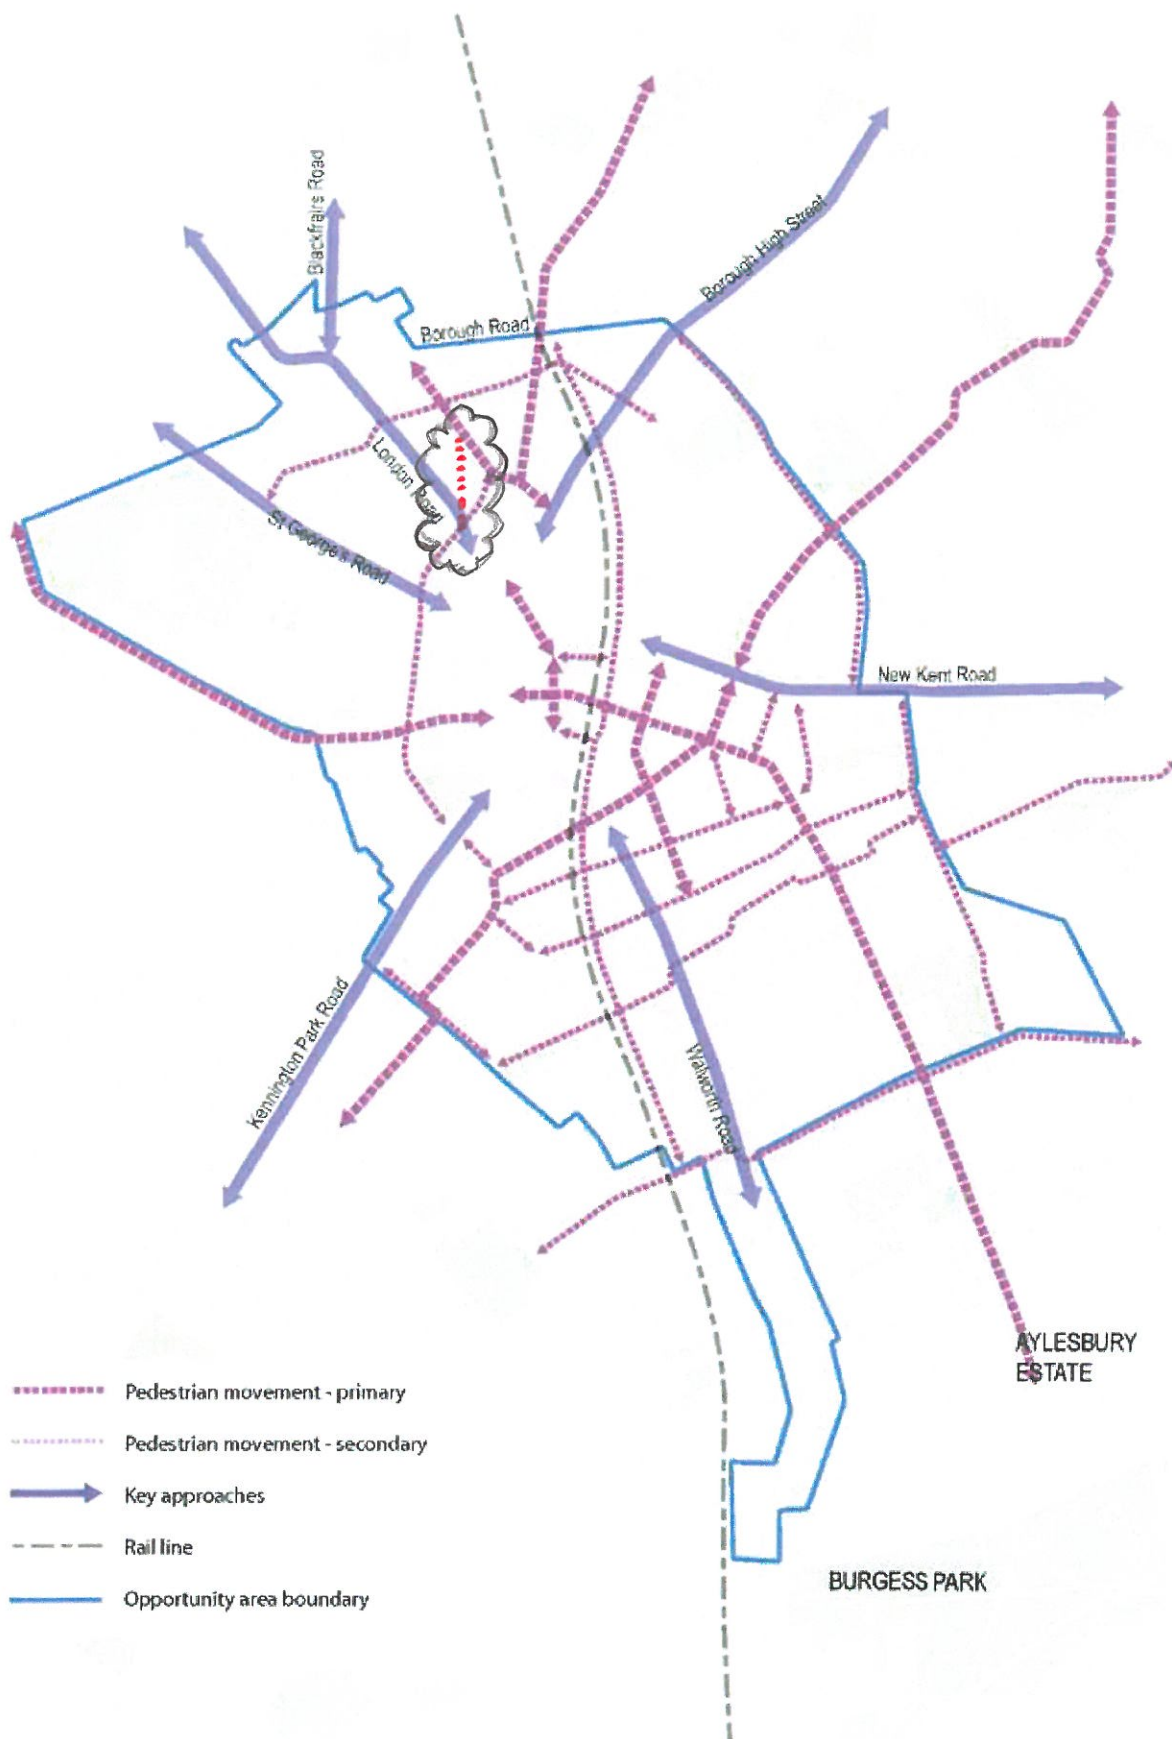 Blackfrairs Road
Borough High Street
Borough Road
London Road
St George's Road
New Kent Road
Kennington Park Road
Walworth Road
AYLESBURY
ESTATE
Pedestrian movement - primary
Pedestrian movement - secondary
Key approaches
Rail line
Opportunity area boundary
BURGESS PARK